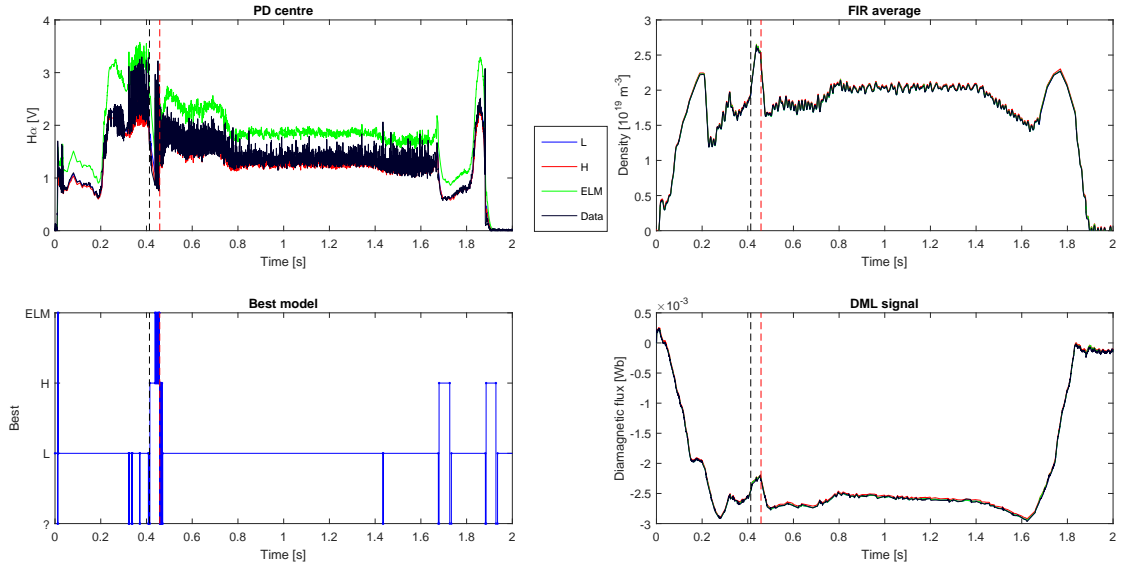 PD centre
4
3
2
1
0
Hα [V]
0 0.2 0.4 0.6 0.8 1 1.2 1.4 1.6 1.8 2
Time [s]
L
H
ELM
Data
FIR average
3
2.5
2
1.5
1
0.5
0
Density [10^19 m^-3]
0 0.2 0.4 0.6 0.8 1 1.2 1.4 1.6 1.8 2
Time [s]
Best model
ELM
H
L
?
Best
0 0.2 0.4 0.6 0.8 1 1.2 1.4 1.6 1.8 2
Time [s]
DML signal
×10^-3
0.5
0
-0.5
-1
-1.5
-2
-2.5
-3
Diamagnetic flux [Wb]
0 0.2 0.4 0.6 0.8 1 1.2 1.4 1.6 1.8 2
Time [s]